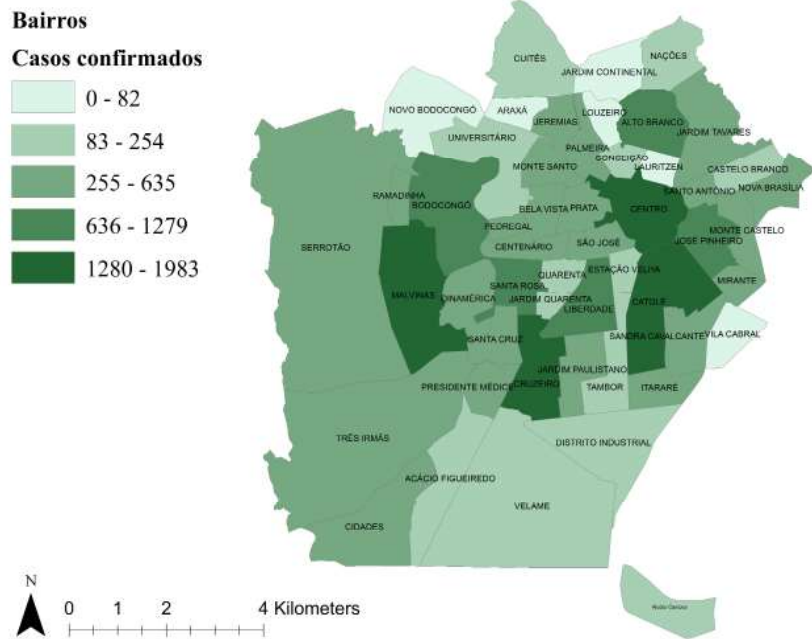 Bairros
Casos confirmados
0 - 82
83 - 254
255 - 635
636 - 1279
1280 - 1983
CUITÉS
NAÇÕES
JARDIM CONTINENTAL
NOVO BODOCONGÓ
ARAXÁ
LOUZEIRO
JEREMIAS
ALTO BRANCO
UNIVERSITÁRIO
JARDIM TAVARES
PALMEIRA
CONCEIÇÃO
MONTE SANTO
LAURITZEN
CASTELO BRANCO
RAMADINHA
SANTO ANTÔNIO
NOVA BRASÍLIA
BODOCONGÓ
BELA VISTA
PRATA
CENTRO
PEDREGAL
MONTE CASTELO
SERROTÃO
CENTENÁRIO
SÃO JOSÉ
JOSÉ PINHEIRO
QUARENTA
ESTAÇÃO VELHA
MIRANTE
SANTA ROSA
MALVINAS
DINAMÉRICA
JARDIM QUARENTA
CATOLÉ
LIBERDADE
SANTA CRUZ
SANDRA CAVALCANTE
VILA CABRAL
JARDIM PAULISTANO
PRESIDENTE MÉDICI
CRUZEIRO
TAMBOR
ITARARÉ
TRÊS IRMÃS
DISTRITO INDUSTRIAL
ACÁCIO FIGUEIREDO
VELAME
CIDADES
N
0 1 2 4 Kilometers